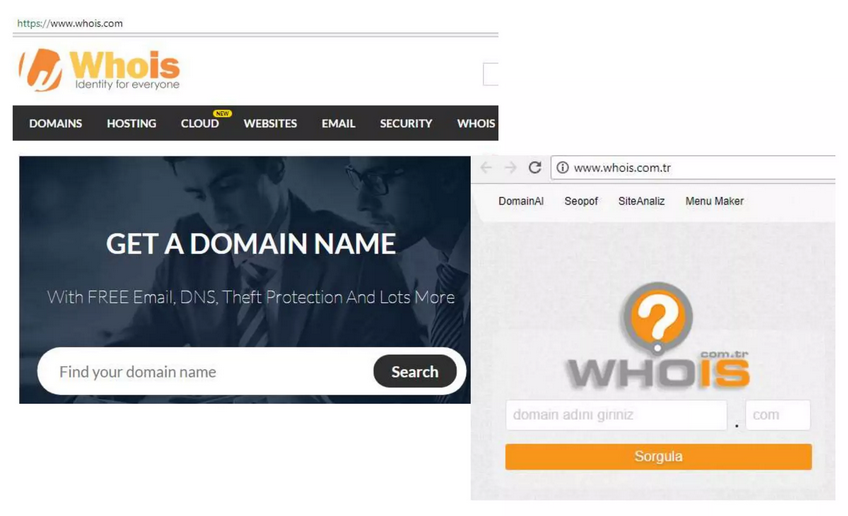 https://www.whois.com
Whois
Identity for everyone
NEW
DOMAINS HOSTING CLOUD WEBSITES EMAIL SECURITY WHOIS
GET A DOMAIN NAME
With FREE Email, DNS, Theft Protection And Lots More
Find your domain name Search
www.whois.com.tr
DomainAl Seopof SiteAnaliz Menu Maker
?
com.tr
WHOIS
domain adını giriniz . com
Sorgula